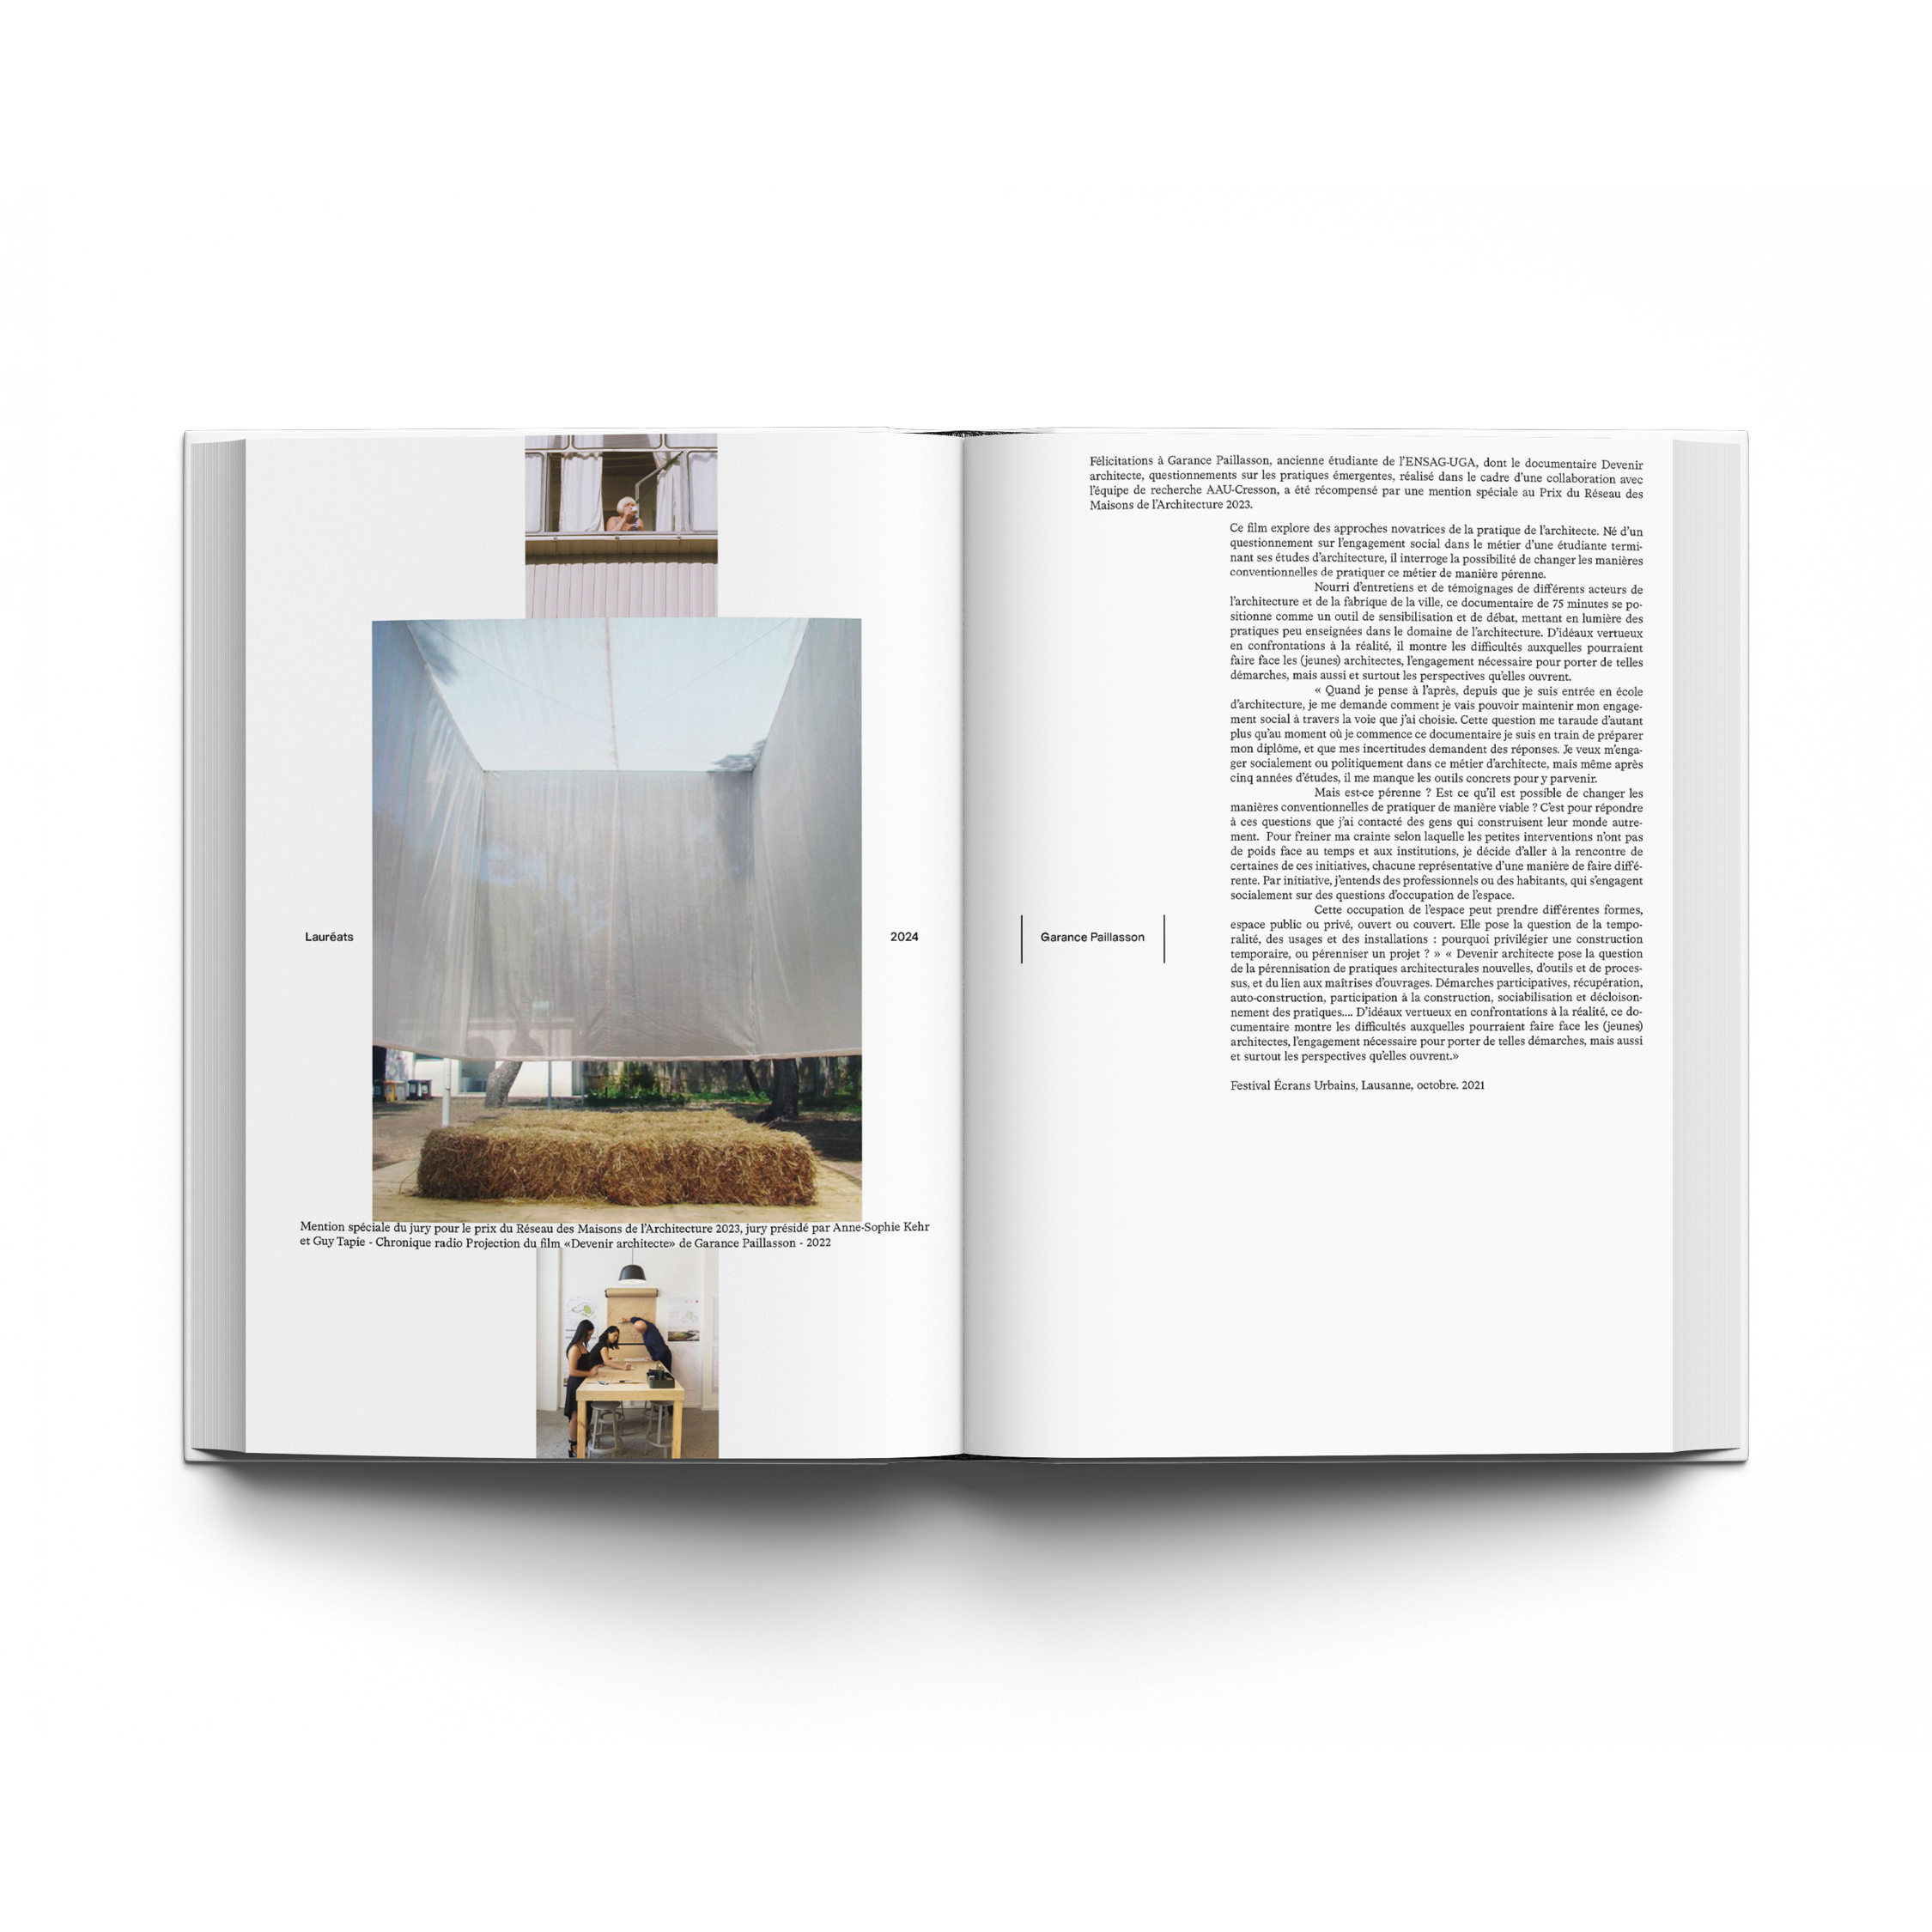 Lauréats
2024
Mention spéciale du jury pour le prix du Réseau des Maisons de l'Architecture 2023, jury présidé par Anne-Sophie Kehr
et Guy Tapie - Chronique radio Projection du film «Devenir architecte» de Garance Paillasson - 2022
Garance Paillasson
Félicitations à Garance Paillasson, ancienne étudiante de l'ENSAG-UGA, dont le documentaire Devenir
architecte, questionnements sur les pratiques émergentes, réalisé dans le cadre d'une collaboration avec
l'équipe de recherche AAU-Cresson, a été récompensé par une mention spéciale au Prix du Réseau des
Maisons de l'Architecture 2023.
Ce film explore des approches novatrices de la pratique de l'architecte. Né d'un
questionnement sur l'engagement social dans le métier d'une étudiante termi-
nant ses études d'architecture, il interroge la possibilité de changer les manières
conventionnelles de pratiquer ce métier de manière pérenne.
Nourri d'entretiens et de témoignages de différents acteurs de
l'architecture et de la fabrique de la ville, ce documentaire de 75 minutes se po-
sitionne comme un outil de sensibilisation et de débat, mettant en lumière des
pratiques peu enseignées dans le domaine de l'architecture. D'idéaux vertueux
en confrontations à la réalité, il montre les difficultés auxquelles pourraient
faire face les (jeunes) architectes, l'engagement nécessaire pour porter de telles
démarches, mais aussi et surtout les perspectives qu'elles ouvrent.
« Quand je pense à l'après, depuis que je suis entrée en école
d'architecture, je me demande comment je vais pouvoir maintenir mon engage-
ment social à travers la voie que j'ai choisie. Cette question me taraude d'autant
plus qu'au moment où je commence ce documentaire je suis en train de préparer
mon diplôme, et que mes incertitudes demandent des réponses. Je veux m'enga-
ger socialement ou politiquement dans ce métier d'architecte, mais même après
cinq années d'études, il me manque les outils concrets pour y parvenir.
Mais est-ce pérenne ? Est ce qu'il est possible de changer les
manières conventionnelles de pratiquer de manière viable ? C'est pour répondre
à ces questions que j'ai contacté des gens qui construisent leur monde autre-
ment. Pour freiner ma crainte selon laquelle les petites interventions n'ont pas
de poids face au temps et aux institutions, je décide d'aller à la rencontre de
certaines de ces initiatives, chacune représentative d'une manière de faire diffé-
rente. Par initiative, j'entends des professionnels ou des habitants, qui s'engagent
socialement sur des questions d'occupation de l'espace.
Cette occupation de l'espace peut prendre différentes formes,
espace public ou privé, ouvert ou couvert. Elle pose la question de la tempo-
ralité, des usages et des installations : pourquoi privilégier une construction
temporaire, ou pérenniser un projet ? » « Devenir architecte pose la question
de la pérennisation de pratiques architecturales nouvelles, d'outils et de proces-
sus, et du lien aux maîtrises d'ouvrages. Démarches participatives, récupération,
auto-construction, participation à la construction, sociabilisation et décloison-
nement des pratiques.... D'idéaux vertueux en confrontations à la réalité, ce do-
cumentaire montre les difficultés auxquelles pourraient faire face les (jeunes)
architectes, l'engagement nécessaire pour porter de telles démarches, mais aussi
et surtout les perspectives qu'elles ouvrent.»
Festival Écrans Urbains, Lausanne, octobre. 2021